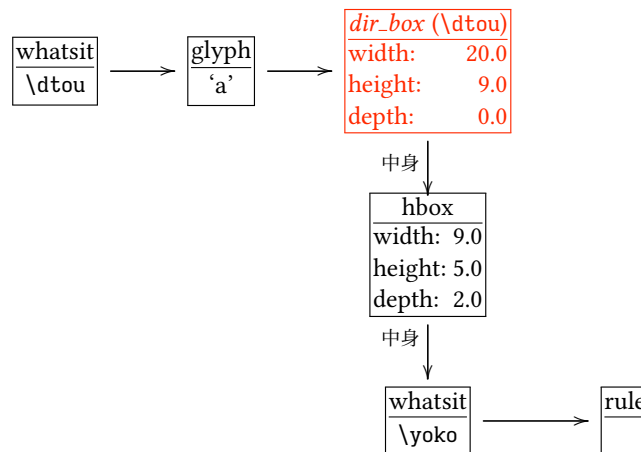 whatsit
\dtou
glyph
‘a’
dir_box (\dtou)
width: 20.0
height: 9.0
depth: 0.0
中身
hbox
width: 9.0
height: 5.0
depth: 2.0
中身
whatsit
\yoko
rule